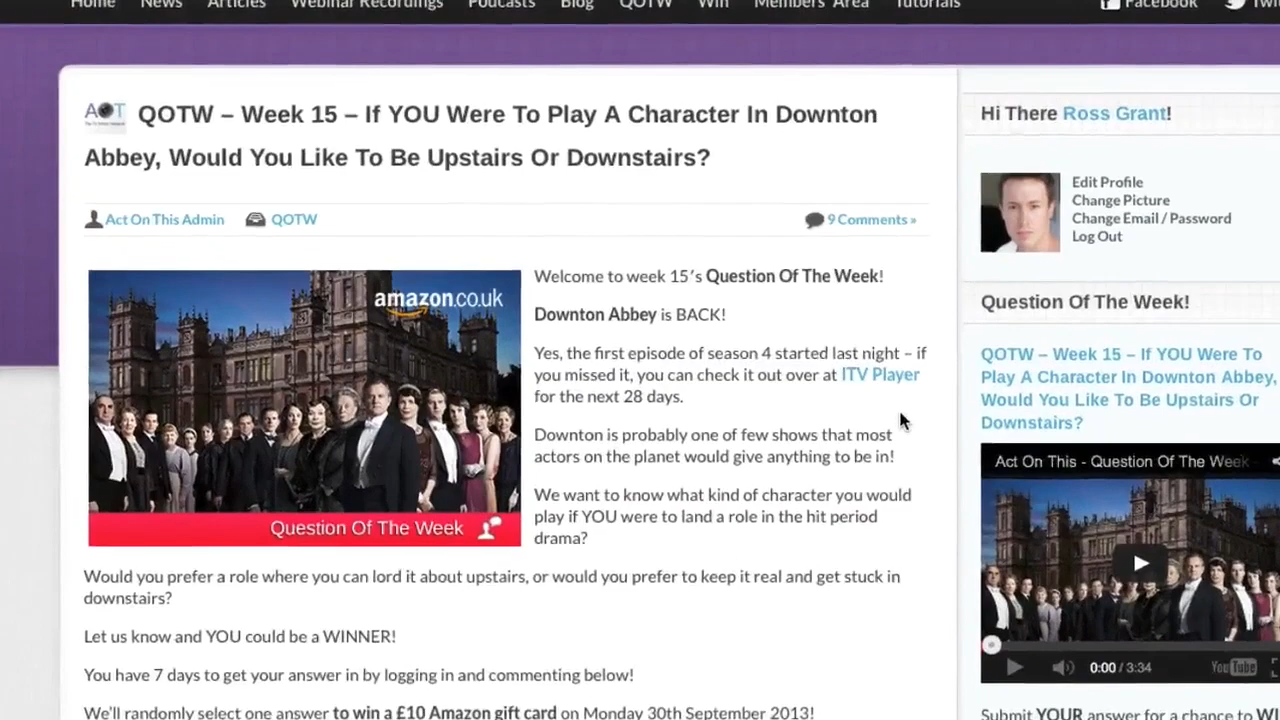 Home News Articles Webinar Recordings Podcasts Blog QOTW Win Members' Area Tutorials Facebook
AOT QOTW – Week 15 – If YOU Were To Play A Character In Downton
Abbey, Would You Like To Be Upstairs Or Downstairs?
Act On This Admin QOTW 9 Comments »
amazon.co.uk
Question Of The Week
Welcome to week 15′s Question Of The Week!
Downton Abbey is BACK!
Yes, the first episode of season 4 started last night – if
you missed it, you can check it out over at ITV Player
for the next 28 days.
Downton is probably one of few shows that most
actors on the planet would give anything to be in!
We want to know what kind of character you would
play if YOU were to land a role in the hit period
drama?
Would you prefer a role where you can lord it about upstairs, or would you prefer to keep it real and get stuck in
downstairs?
Let us know and YOU could be a WINNER!
You have 7 days to get your answer in by logging in and commenting below!
We'll randomly select one answer to win a £10 Amazon gift card on Monday 30th September 2013!
Hi There Ross Grant!
Edit Profile
Change Picture
Change Email / Password
Log Out
Question Of The Week!
QOTW – Week 15 – If YOU Were To
Play A Character In Downton Abbey,
Would You Like To Be Upstairs Or
Downstairs?
Act On This - Question Of The Week
0:00 / 3:34 YouTube
Submit YOUR answer for a chance to